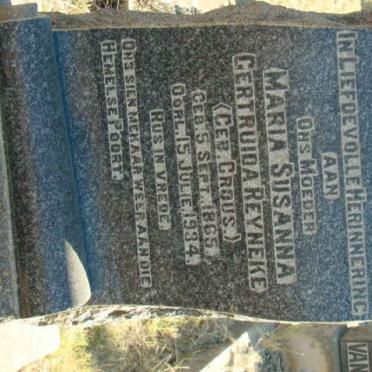 IN LIEFDEVOLLE HERINNERING
AAN
ONS MOEDER
MARIA SUSANNA
GERTRUIDA REYNEKE
(GEB CROUS.)
GEB 5 SEPT. 1865.
OORL. 15 JULIE 1934.
RUS IN VREDE.
ONS SIEN MEKAAR WEER AAN DIE
HEMELSE POORT.
VAN